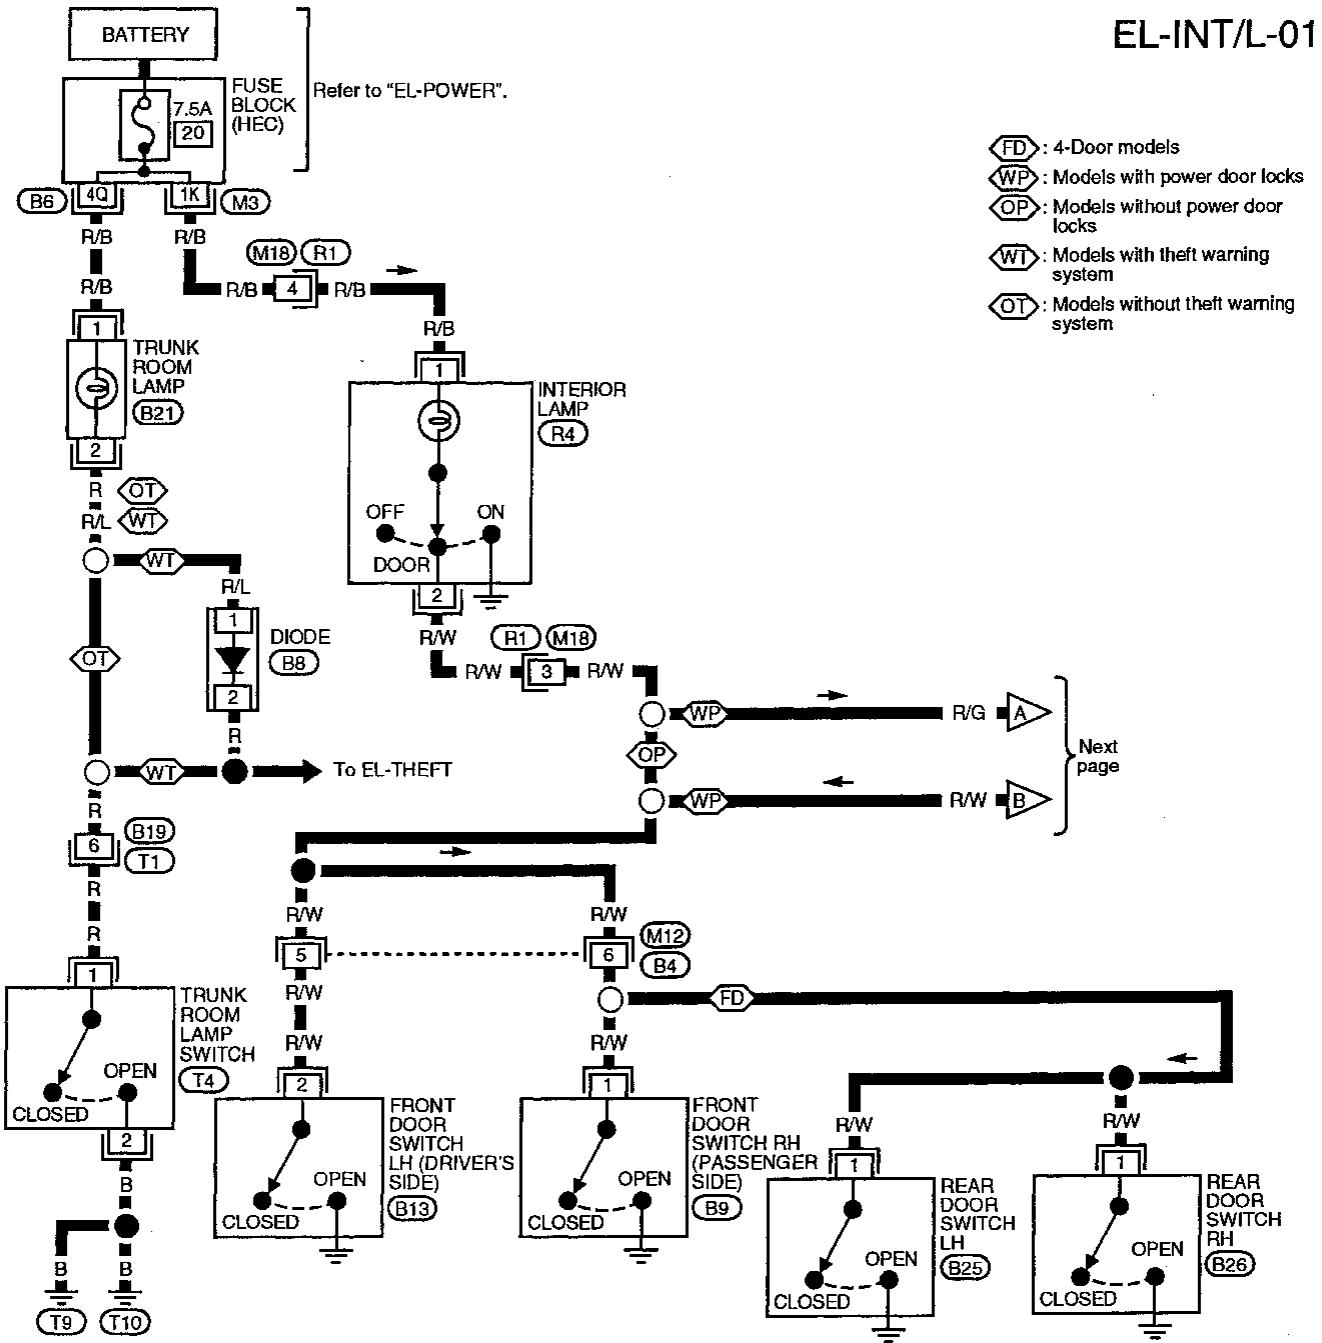 EL-INT/L-01
BATTERY
FUSE
BLOCK
(HEC)
Refer to "EL-POWER".
7.5A
20
FD : 4-Door models
WP : Models with power door locks
OP : Models without power door
locks
WT : Models with theft warning
system
OT : Models without theft warning
system
B6 4Q 1K M3
R/B R/B
M18 R1
R/B
R/B 4 R/B
1
R/B
1
TRUNK
ROOM
LAMP
B21
2
INTERIOR
LAMP
R4
OFF ON
DOOR
2
R OT
R/L WT
WT
R/L
1
DIODE
B8
2
R
OT
R/W
R1 M18
R/W 3 R/W
WP R/G A
OP
WP R/W B
Next
page
WT To EL-THEFT
R
6
B19
T1
R
R
1
TRUNK
ROOM
LAMP
SWITCH
T4
OPEN
CLOSED
2
B
B B
T9 T10
R/W R/W
5 6
M12
B4
R/W
FD
R/W R/W
2 1
FRONT
DOOR
SWITCH
LH (DRIVER'S
SIDE)
B13
OPEN
CLOSED
FRONT
DOOR
SWITCH RH
(PASSENGER
SIDE)
B9
OPEN
CLOSED
R/W R/W
1 1
REAR
DOOR
SWITCH
LH
B25
OPEN
CLOSED
REAR
DOOR
SWITCH
RH
B26
OPEN
CLOSED